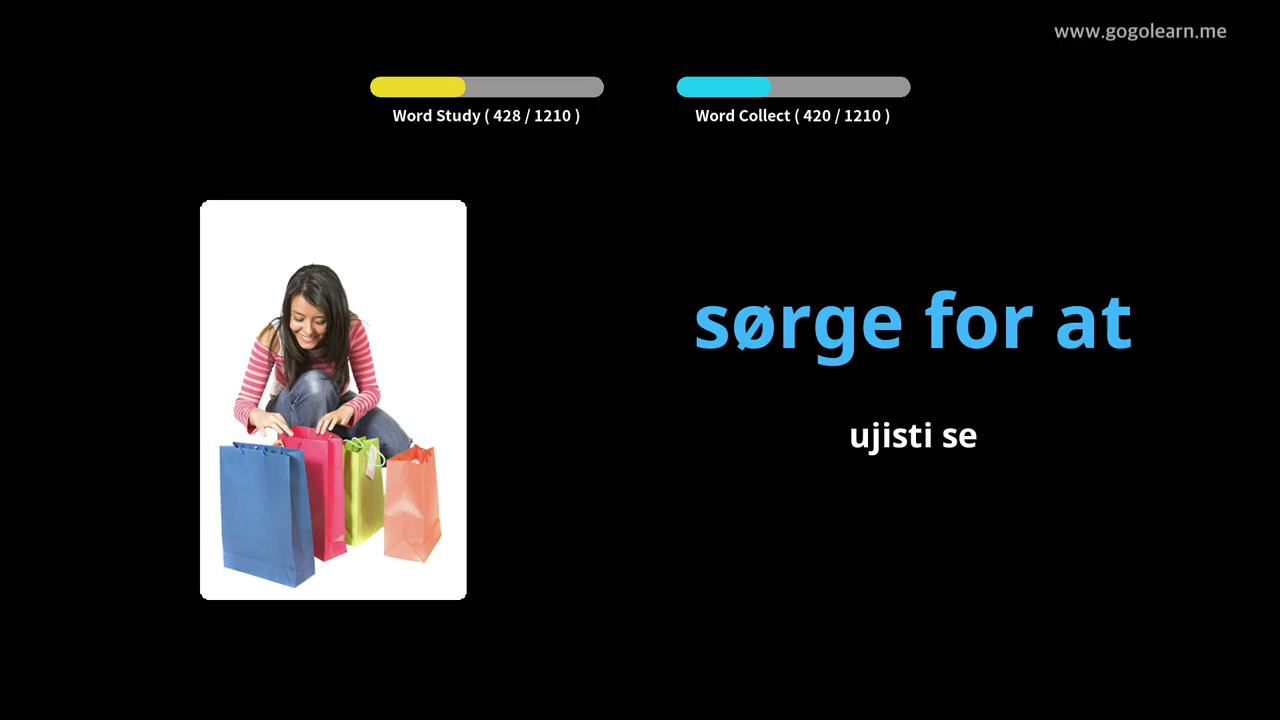 www.gogolearn.me
Word Study ( 428 / 1210 )
Word Collect ( 420 / 1210 )
sørge for at
ujisti se